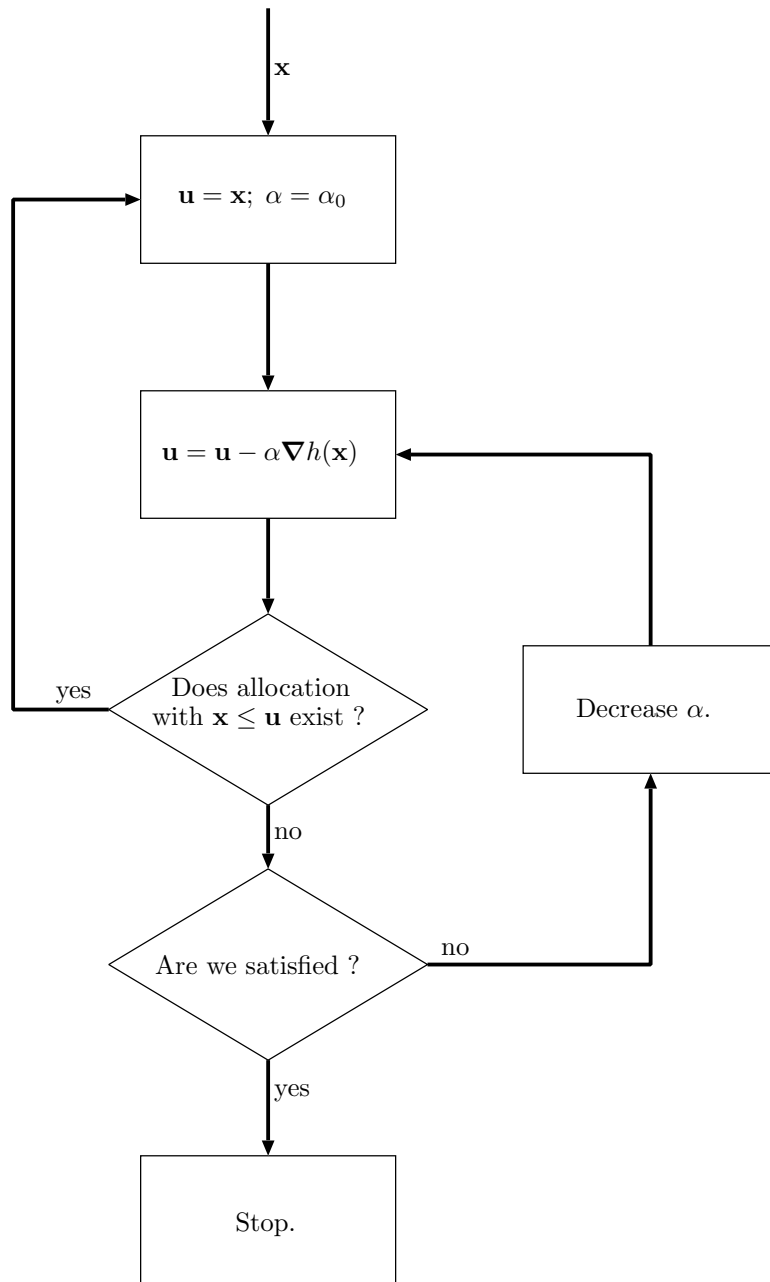 x
u = x; α = α₀
u = u − α∇h(x)
yes
Does allocation
with x ≤ u exist ?
Decrease α.
no
Are we satisfied ?
no
yes
Stop.